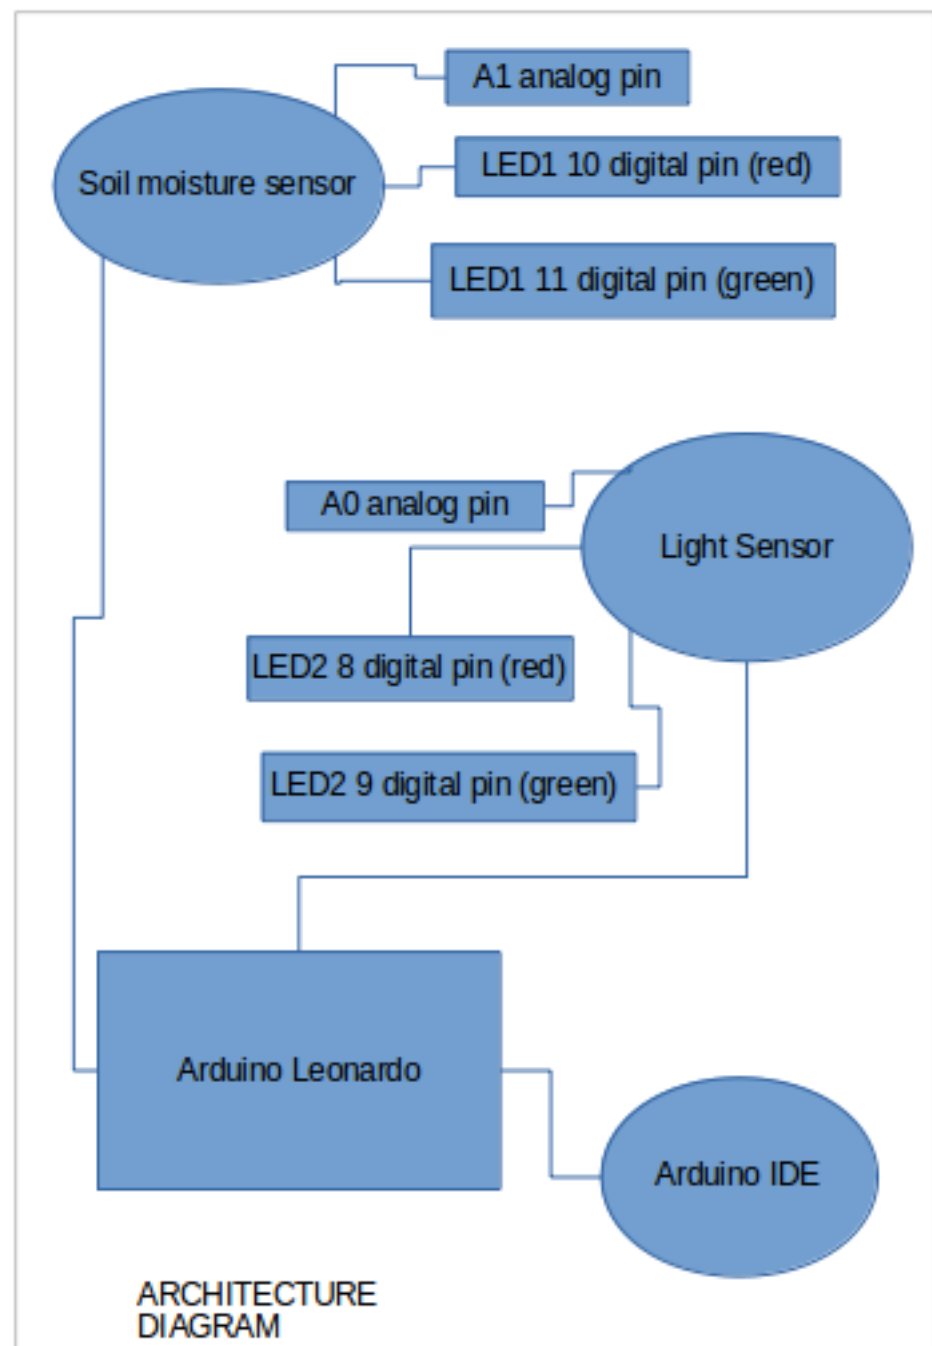 A1 analog pin
Soil moisture sensor
LED1 10 digital pin (red)
LED1 11 digital pin (green)
A0 analog pin
Light Sensor
LED2 8 digital pin (red)
LED2 9 digital pin (green)
Arduino Leonardo
Arduino IDE
ARCHITECTURE
DIAGRAM